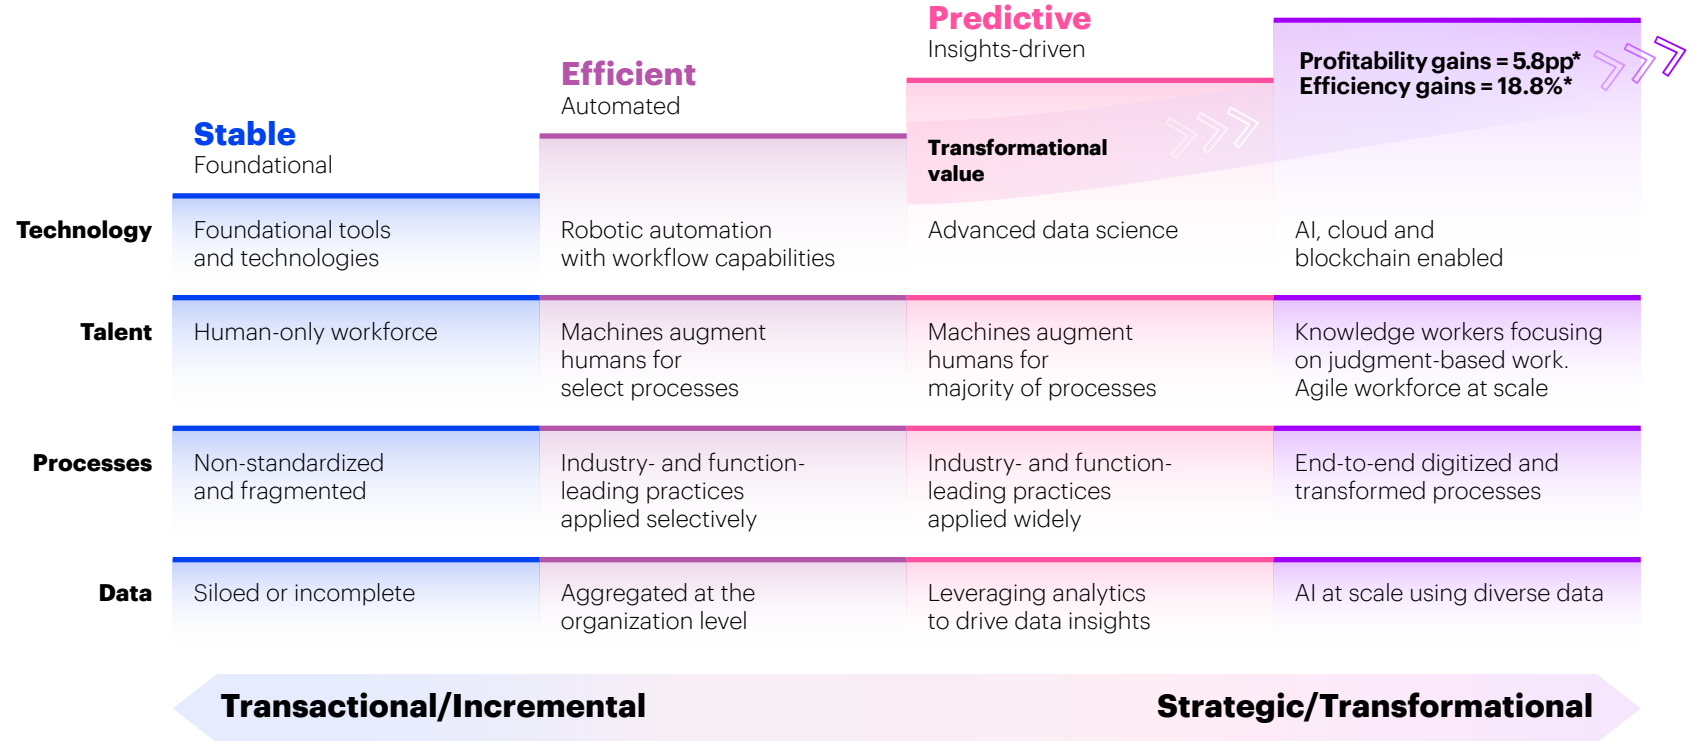 Predictive
Insights-driven
Profitability gains = 5.8pp*
Efficiency gains = 18.8%*
Efficient
Automated
Stable
Foundational
Transformational
value
Technology
Foundational tools
and technologies
Robotic automation
with workflow capabilities
Advanced data science
AI, cloud and
blockchain enabled
Talent
Human-only workforce
Machines augment
humans for
select processes
Machines augment
humans for
majority of processes
Knowledge workers focusing
on judgment-based work.
Agile workforce at scale
Processes
Non-standardized
and fragmented
Industry- and function-
leading practices
applied selectively
Industry- and function-
leading practices
applied widely
End-to-end digitized and
transformed processes
Data
Siloed or incomplete
Aggregated at the
organization level
Leveraging analytics
to drive data insights
AI at scale using diverse data
Transactional/Incremental
Strategic/Transformational